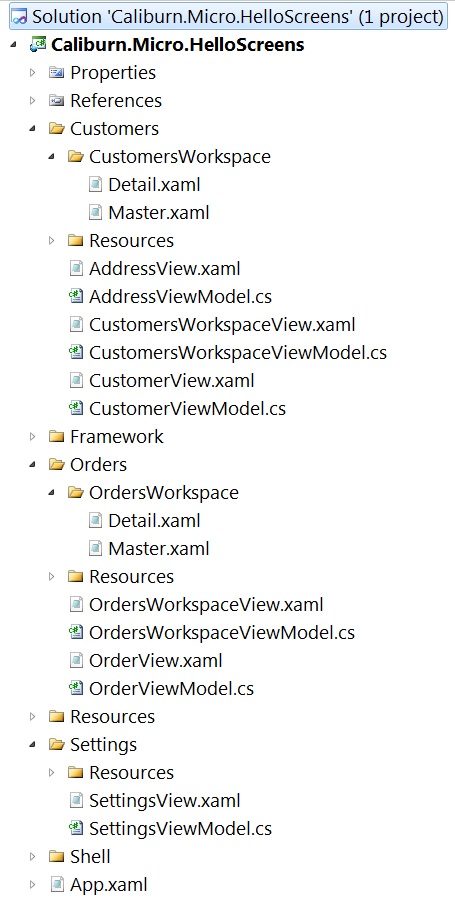 Solution 'Caliburn.Micro.HelloScreens' (1 project)
Caliburn.Micro.HelloScreens
Properties
References
Customers
CustomersWorkspace
Detail.xaml
Master.xaml
Resources
AddressView.xaml
AddressViewModel.cs
CustomersWorkspaceView.xaml
CustomersWorkspaceViewModel.cs
CustomerView.xaml
CustomerViewModel.cs
Framework
Orders
OrdersWorkspace
Detail.xaml
Master.xaml
Resources
OrdersWorkspaceView.xaml
OrdersWorkspaceViewModel.cs
OrderView.xaml
OrderViewModel.cs
Resources
Settings
Resources
SettingsView.xaml
SettingsViewModel.cs
Shell
App.xaml